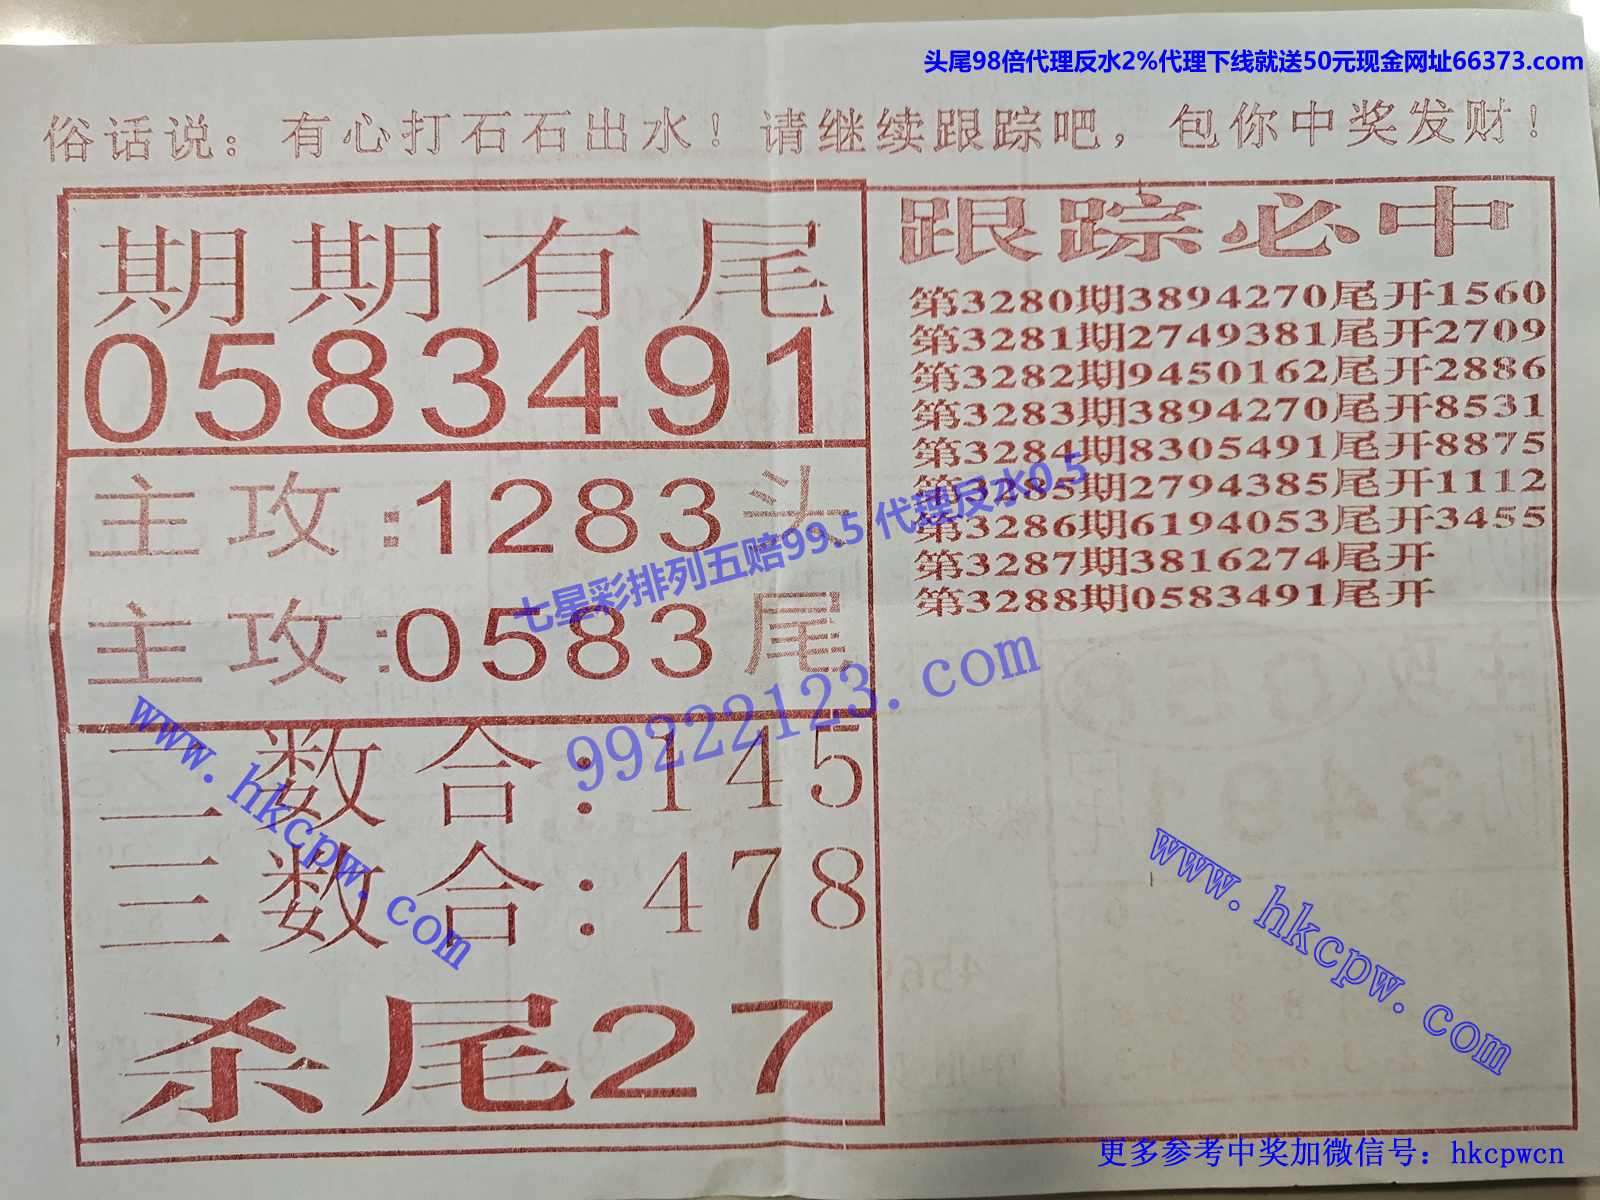 头尾98倍代理反水2%代理下线就送50元现金网址66373.com
俗话说：有心打石石出水！请继续跟踪吧，包你中奖发财！
期期有尾
0583491
主攻:1283头
主攻:0583尾
二数合:145
三数合:478
杀尾27
跟踪必中
第3280期3894270尾开1560
第3281期2749381尾开2709
第3282期9450162尾开2886
第3283期3894270尾开8531
第3284期8305491尾开8875
第3285期2794385尾开1112
第3286期6194053尾开3455
第3287期3816274尾开
第3288期0583491尾开
七星彩排列五赔99.5 代理反水0.5
99222123.com
www.hkcpw.com
www.hkcpw.com
更多参考中奖加微信号：hkcpwcn